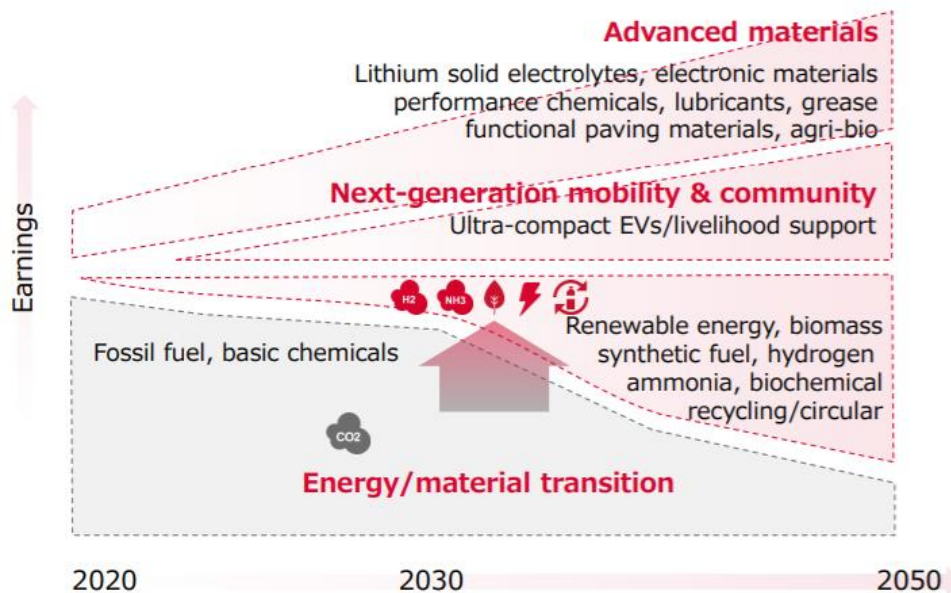 Advanced materials
Lithium solid electrolytes, electronic materials
performance chemicals, lubricants, grease
functional paving materials, agri-bio
Next-generation mobility & community
Ultra-compact EVs/livelihood support
Earnings
H2
NH3
Renewable energy, biomass
synthetic fuel, hydrogen
ammonia, biochemical
recycling/circular
Fossil fuel, basic chemicals
CO2
Energy/material transition
2020
2030
2050